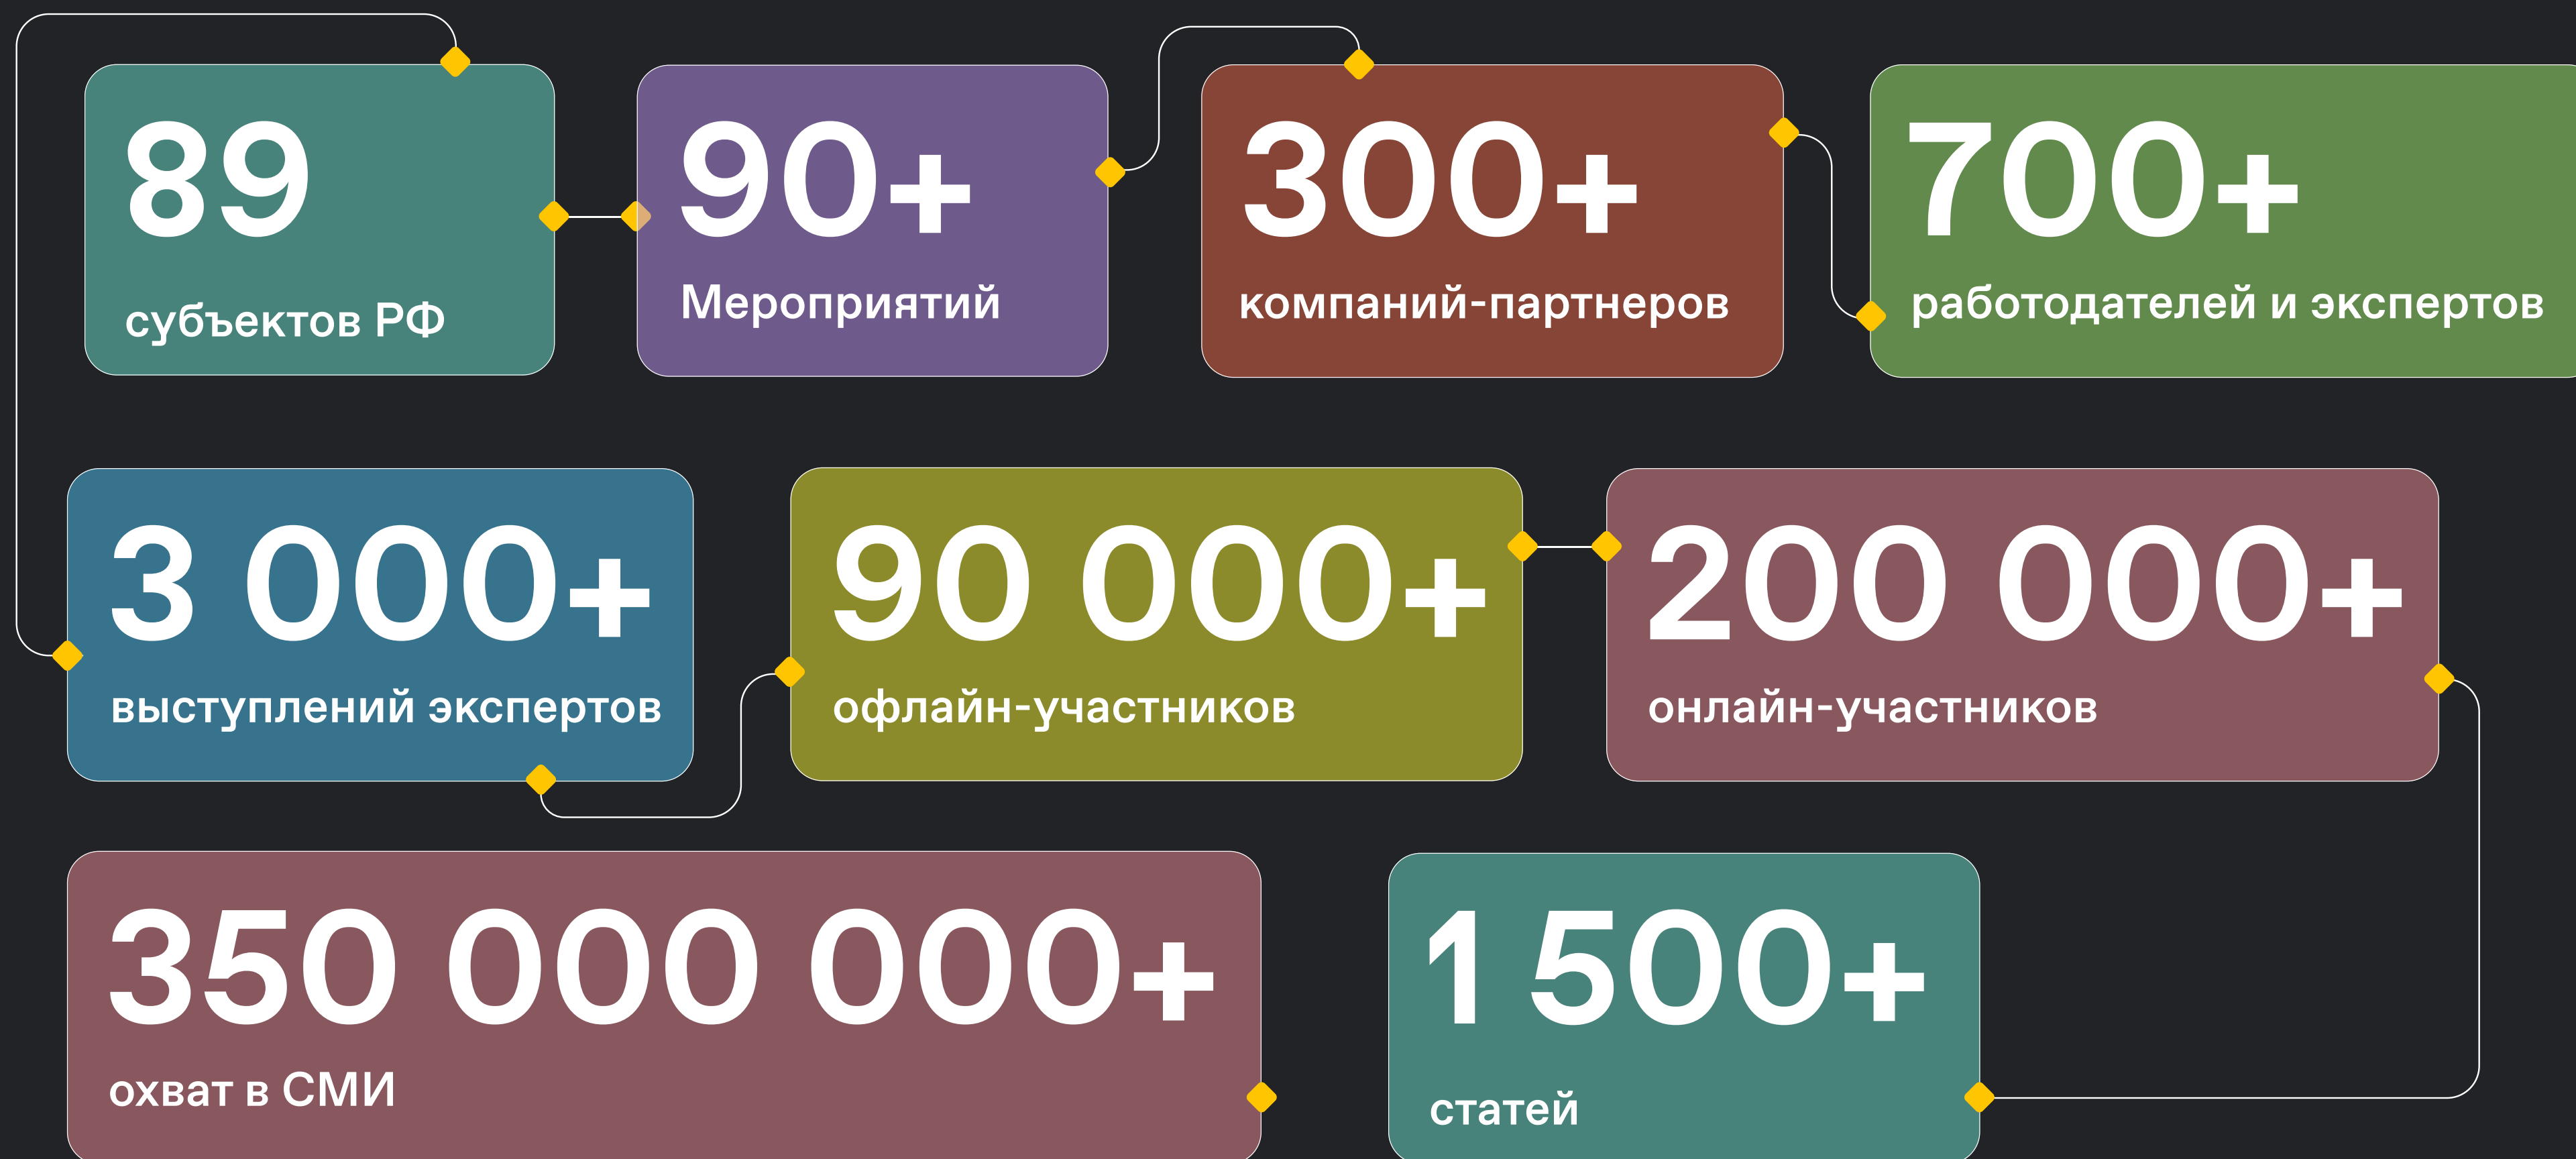 89
субъектов РФ
90+
Мероприятий
300+
компаний-партнеров
700+
работодателей и экспертов
3 000+
выступлений экспертов
90 000+
офлайн-участников
200 000+
онлайн-участников
350 000 000+
охват в СМИ
1 500+
статей